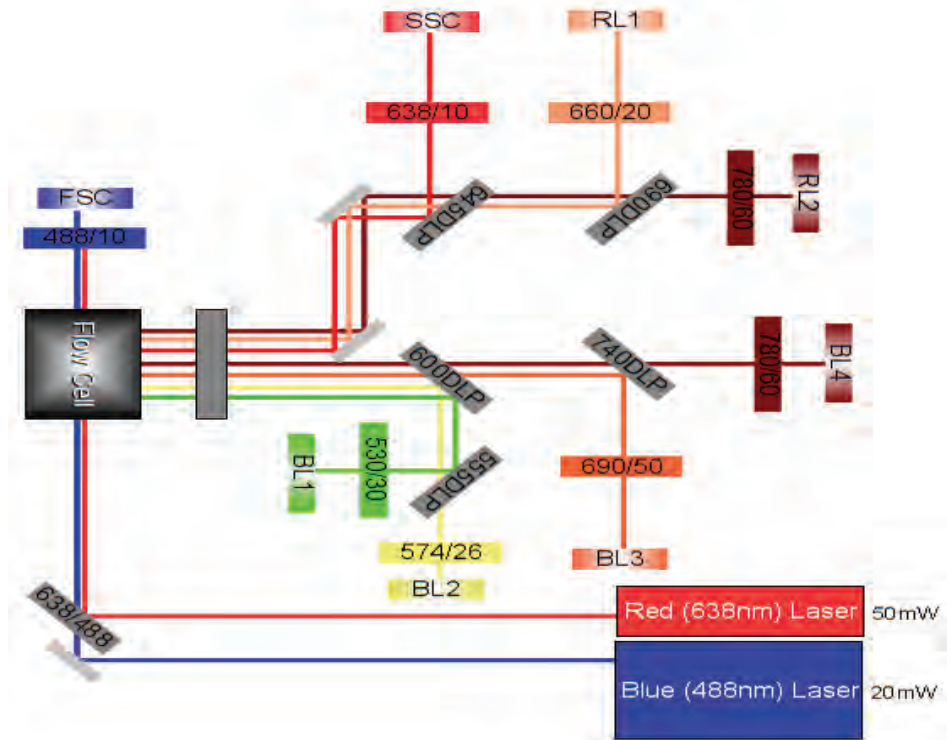 SSC
RL1
638/10
660/20
FSC
488/10
645DLP
690DLP
780/60
RL2
Flow Cell
600DLP
740DLP
780/60
BL4
BL1
530/30
555DLP
690/50
574/26
BL2
BL3
638/488
Red (638nm) Laser
50mW
Blue (488nm) Laser
20mW